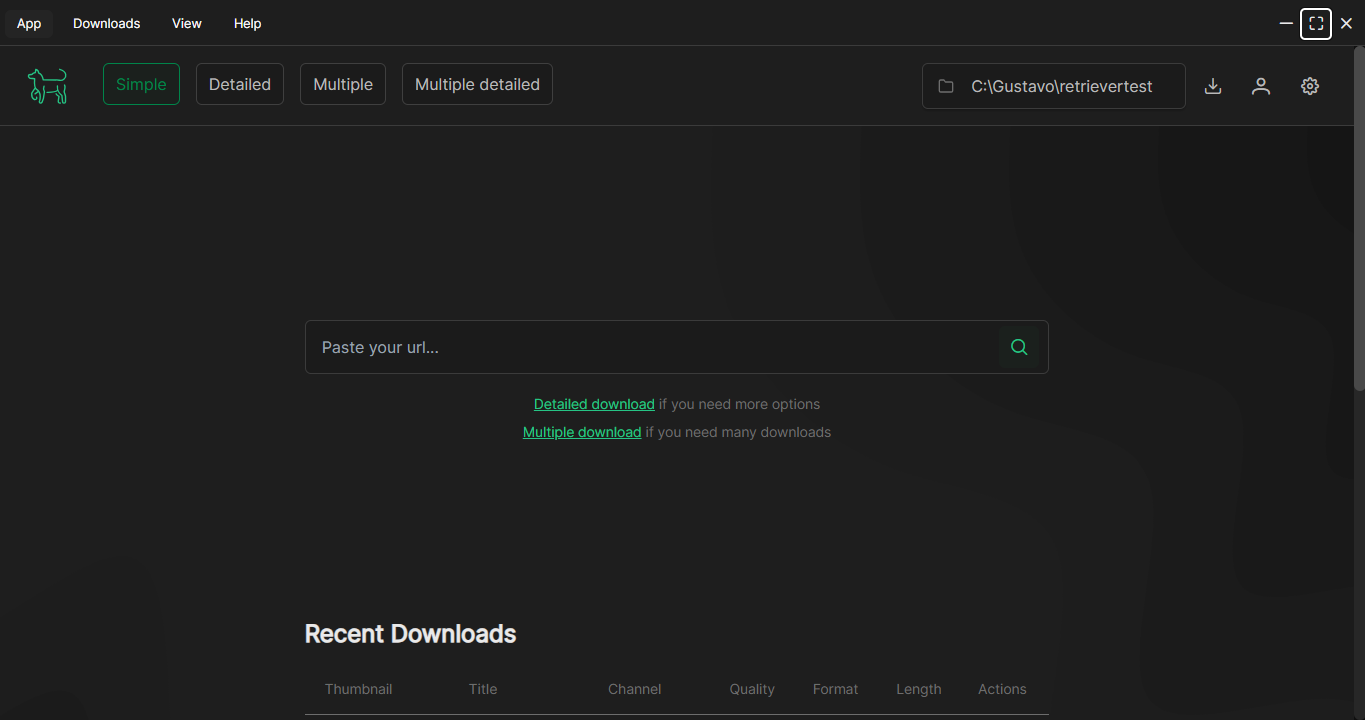 App Downloads View Help
Simple Detailed Multiple Multiple detailed C:\Gustavo\retrievertest
Paste your url...
Detailed download if you need more options
Multiple download if you need many downloads
Recent Downloads
Thumbnail Title Channel Quality Format Length Actions